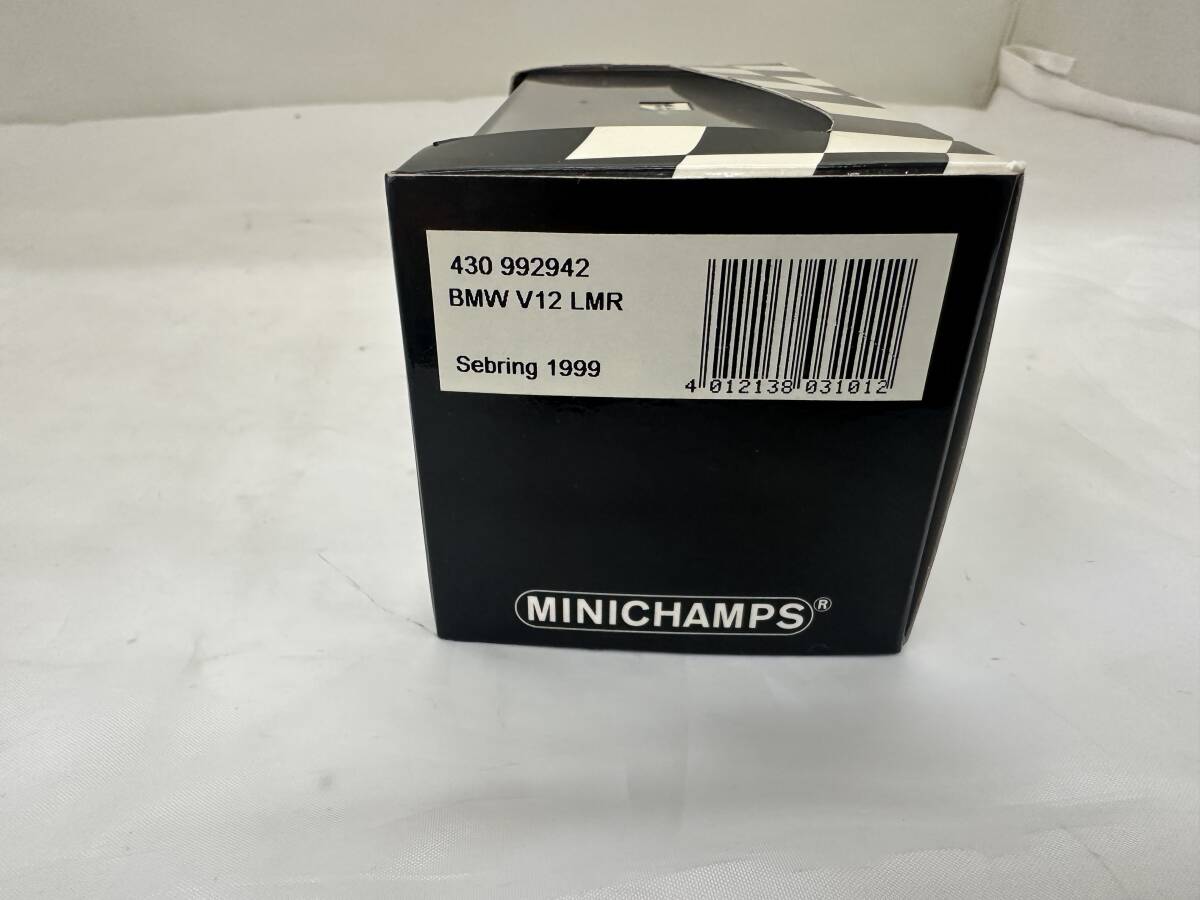 430 992942
BMW V12 LMR
Sebring 1999
4 012138 031012
MINICHAMPS®